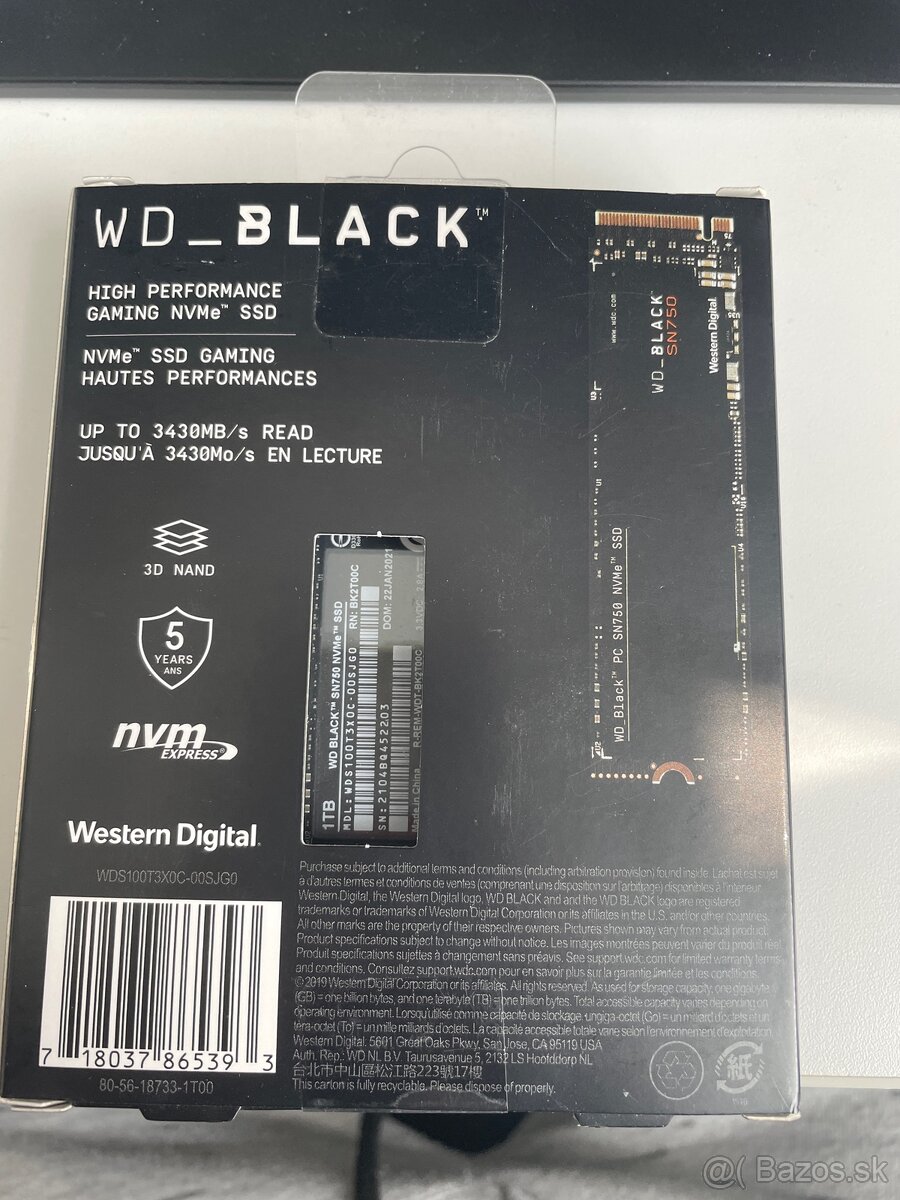 WD_BLACK™
HIGH PERFORMANCE
GAMING NVMe™ SSD
NVMe™ SSD GAMING
HAUTES PERFORMANCES
UP TO 3430MB/s READ
JUSQU'À 3430Mo/s EN LECTURE
3D NAND
5
YEARS
ANS
nvm
EXPRESS®
Western Digital.
WDS100T3X0C-00SJG0
7 18037 86539 3
80-56-18733-1T00
1TB
WD BLACK™ SN750 NVMe™ SSD
MDL: WDS100T3X0C-00SJG0 RN: BK2T00C
SN: 2104BQ452203 DOM: 22JAN2021
Made in China R-REM-WDT-BK2T00C 3.3VDC 2.8A
www.wdc.com
WD_BLACK™
SN750
Western Digital
WD_Black™ PC SN750 NVMe™ SSD
Purchase subject to additional terms and conditions (including arbitration provision) found inside. L'achat est sujet
à d'autres termes et conditions de ventes (comprenant une disposition sur l'arbitrage) disponibles à l'intérieur.
Western Digital, the Western Digital logo, WD BLACK and and the WD BLACK logo are registered
trademarks or trademarks of Western Digital Corporation or its affiliates in the U.S. and/or other countries.
All other marks are the property of their respective owners. Pictures shown may vary from actual product.
Product specifications subject to change without notice. Les images montrées peuvent varier du produit réel.
Produit specifications sujettes à changement sans préavis. See support.wdc.com for limited warranty terms
and conditions. Consultez support.wdc.com pour en savoir plus sur la garantie limitée et les conditions.
©2019 Western Digital Corporation or its affiliates. All rights reserved. As used for storage capacity, one gigabyte
(GB) = one billion bytes, and one terabyte (TB) = one trillion bytes. Total accessible capacity varies depending on
operating environment. Lorsqu'utilisé comme capacité de stockage, un giga-octet (Go) = un milliard d'octets et un
téra-octet (To) = un mille milliards d'octets. La capacité accessible totale varie selon l'environnement d'exploitation.
Western Digital. 5601 Great Oaks Pkwy, San Jose, CA 95119 USA
Auth. Rep.: WD NL B.V. Taurusavenue 5, 2132 LS Hoofddorp NL
台北市中山區松江路223號17樓
This carton is fully recyclable. Please dispose of properly.
紙
@( Bazos.sk